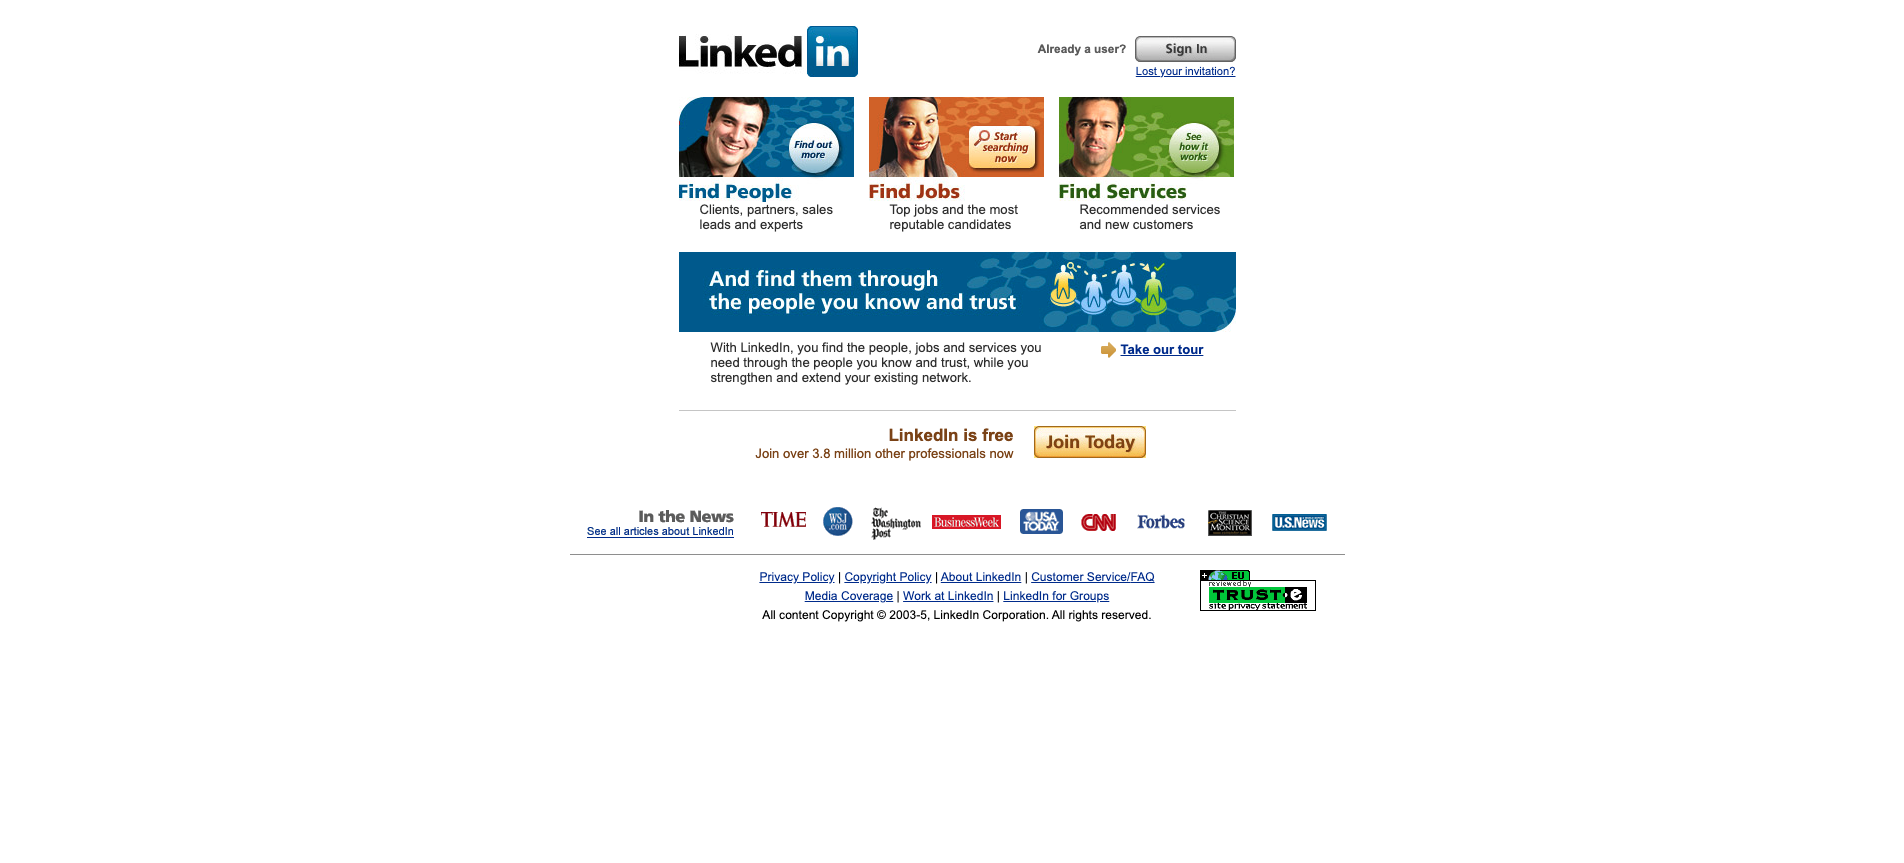 Linked in
Already a user? Sign In
Lost your invitation?
Find out
more
Start
searching
now
See
how it
works
Find People
Clients, partners, sales
leads and experts
Find Jobs
Top jobs and the most
reputable candidates
Find Services
Recommended services
and new customers
And find them through
the people you know and trust
With LinkedIn, you find the people, jobs and services you
need through the people you know and trust, while you
strengthen and extend your existing network.
Take our tour
LinkedIn is free
Join over 3.8 million other professionals now
Join Today
In the News
See all articles about LinkedIn
TIME
WSJ
.com
The
Washington
Post
BusinessWeek
USA
TODAY
CNN
Forbes
THE
CHRISTIAN
SCIENCE
MONITOR
U.S.News
Privacy Policy | Copyright Policy | About LinkedIn | Customer Service/FAQ
Media Coverage | Work at LinkedIn | LinkedIn for Groups
All content Copyright © 2003-5, LinkedIn Corporation. All rights reserved.
EU
reviewed by
TRUST·e
site privacy statement